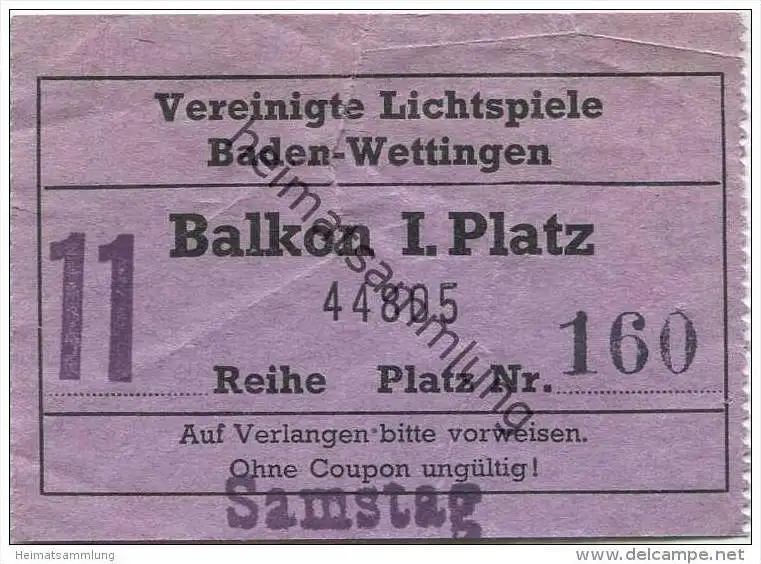 Vereinigte Lichtspiele
Baden-Wettingen
Balkon I. Platz
44805
11 Reihe Platz Nr. 160
Auf Verlangen bitte vorweisen.
Ohne Coupon ungültig!
Samstag
heimatsammlung
Heimatsammlung
delcampe.net